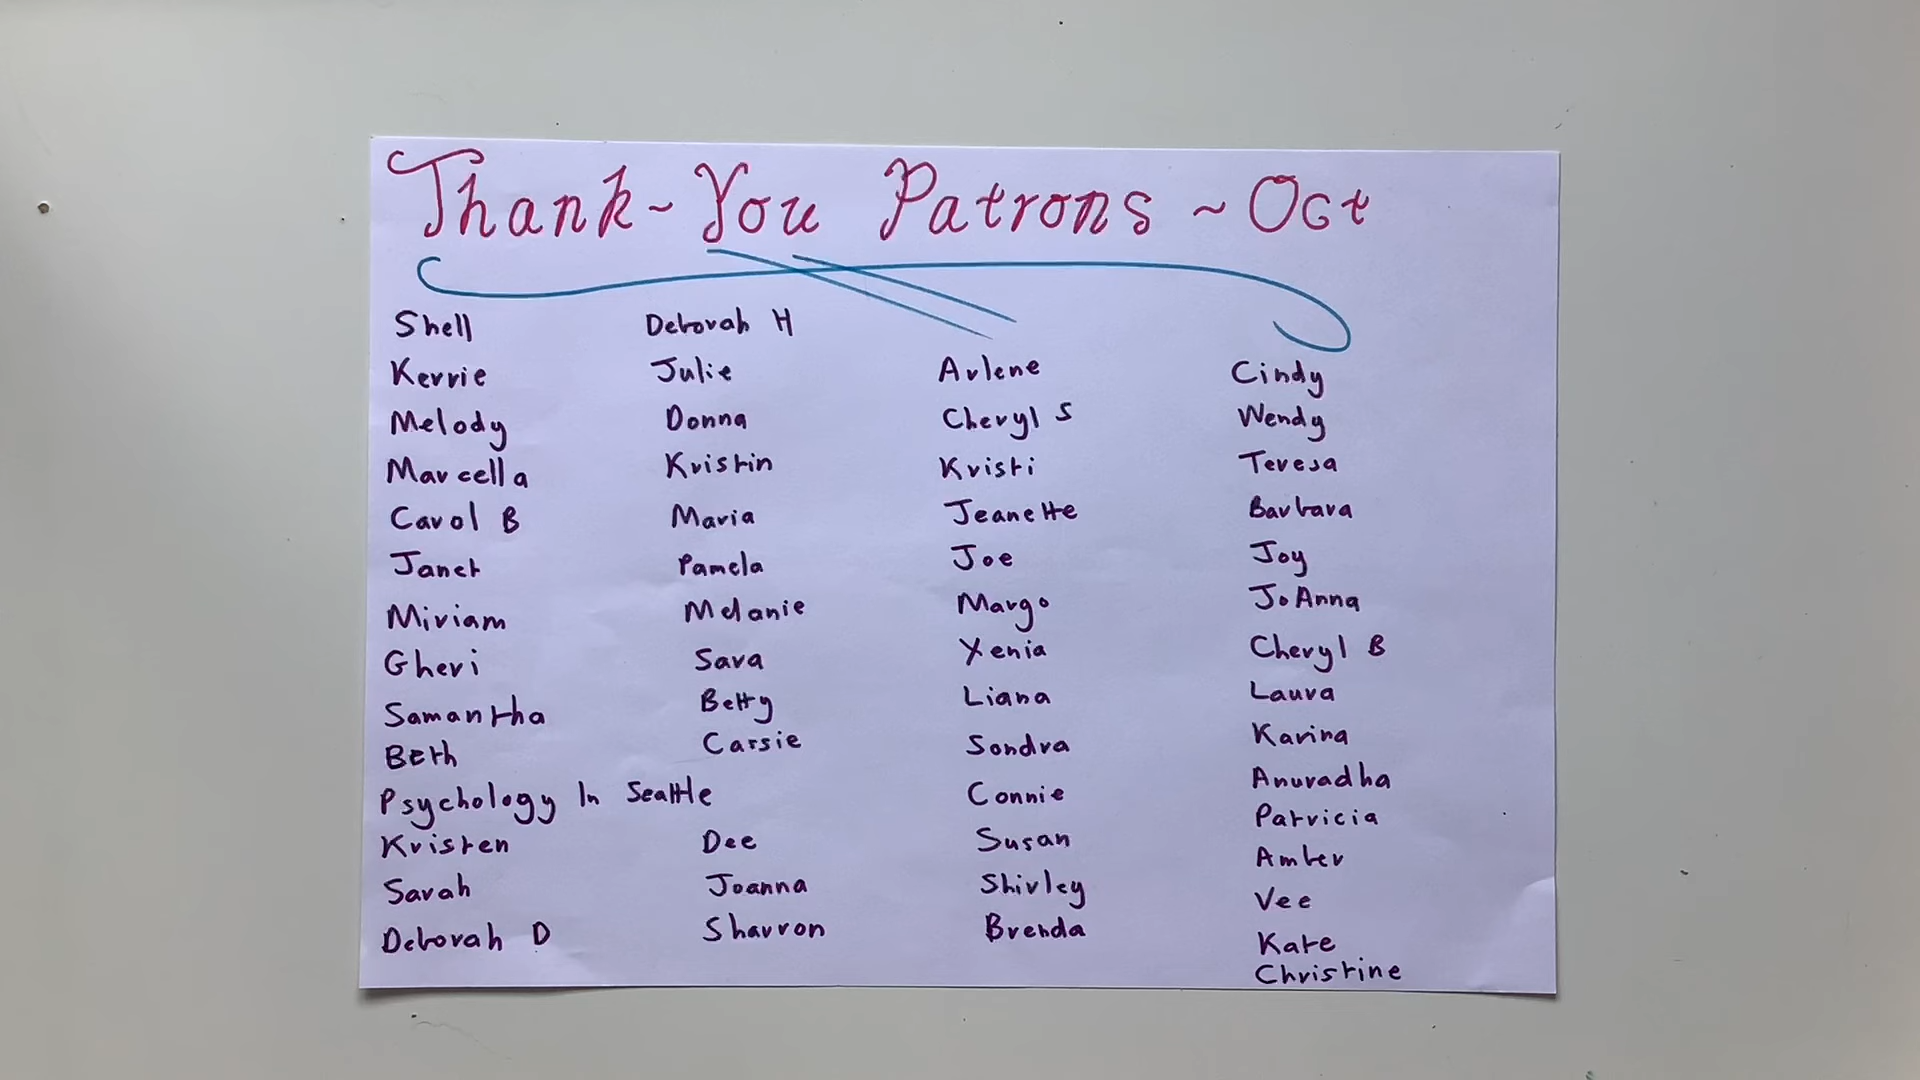 Thank-You Patrons ~ Oct
Shell
Kerrie
Melody
Marcella
Carol B
Janet
Miriam
Gheri
Samantha
Beth
Psychology In Seattle
Kristen
Sarah
Deborah D
Deborah H
Julie
Donna
Kristin
Maria
Pamela
Melanie
Sara
Betty
Cassie
Dee
Joanna
Sharron
Arlene
Cheryl S
Kristi
Jeanette
Joe
Margo
Xenia
Liana
Sondra
Connie
Susan
Shirley
Brenda
Cindy
Wendy
Teresa
Barbara
Joy
JoAnna
Cheryl B
Laura
Karina
Anuradha
Patricia
Amber
Vee
Kate
Christine